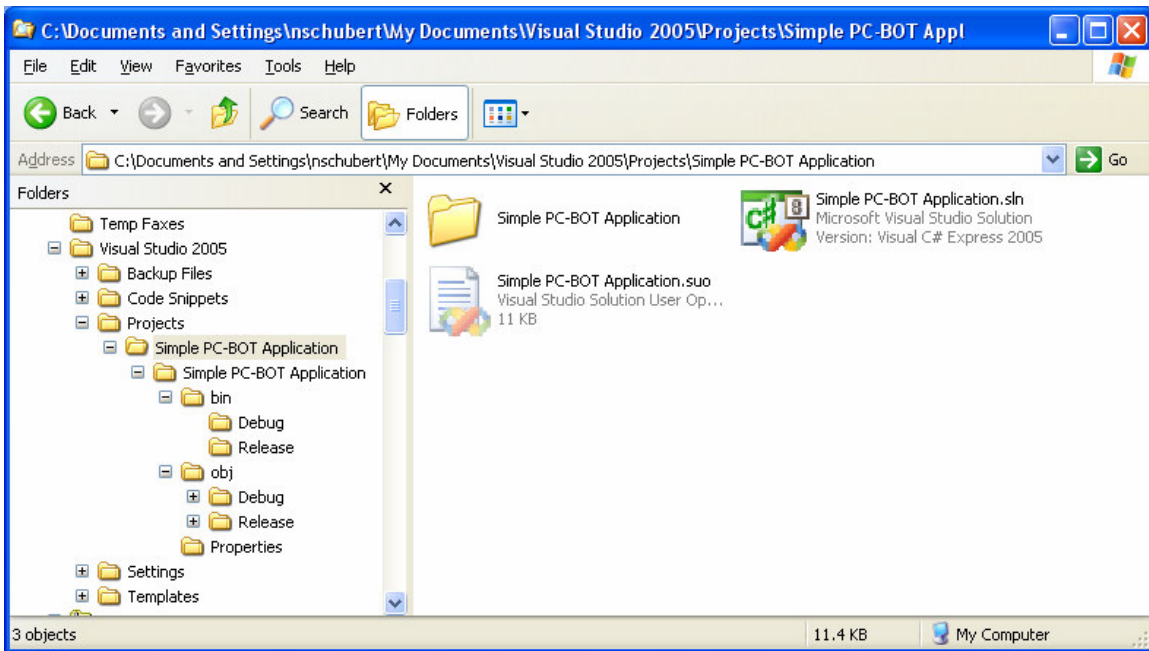 C:\Documents and Settings\nschubert\My Documents\Visual Studio 2005\Projects\Simple PC-BOT Appl
File Edit View Favorites Tools Help
Back Search Folders
Address C:\Documents and Settings\nschubert\My Documents\Visual Studio 2005\Projects\Simple PC-BOT Application Go
Folders
Temp Faxes
Visual Studio 2005
Backup Files
Code Snippets
Projects
Simple PC-BOT Application
Simple PC-BOT Application
bin
Debug
Release
obj
Debug
Release
Properties
Settings
Templates
Simple PC-BOT Application
Simple PC-BOT Application.sln
Microsoft Visual Studio Solution
Version: Visual C# Express 2005
Simple PC-BOT Application.suo
Visual Studio Solution User Op...
11 KB
3 objects 11.4 KB My Computer